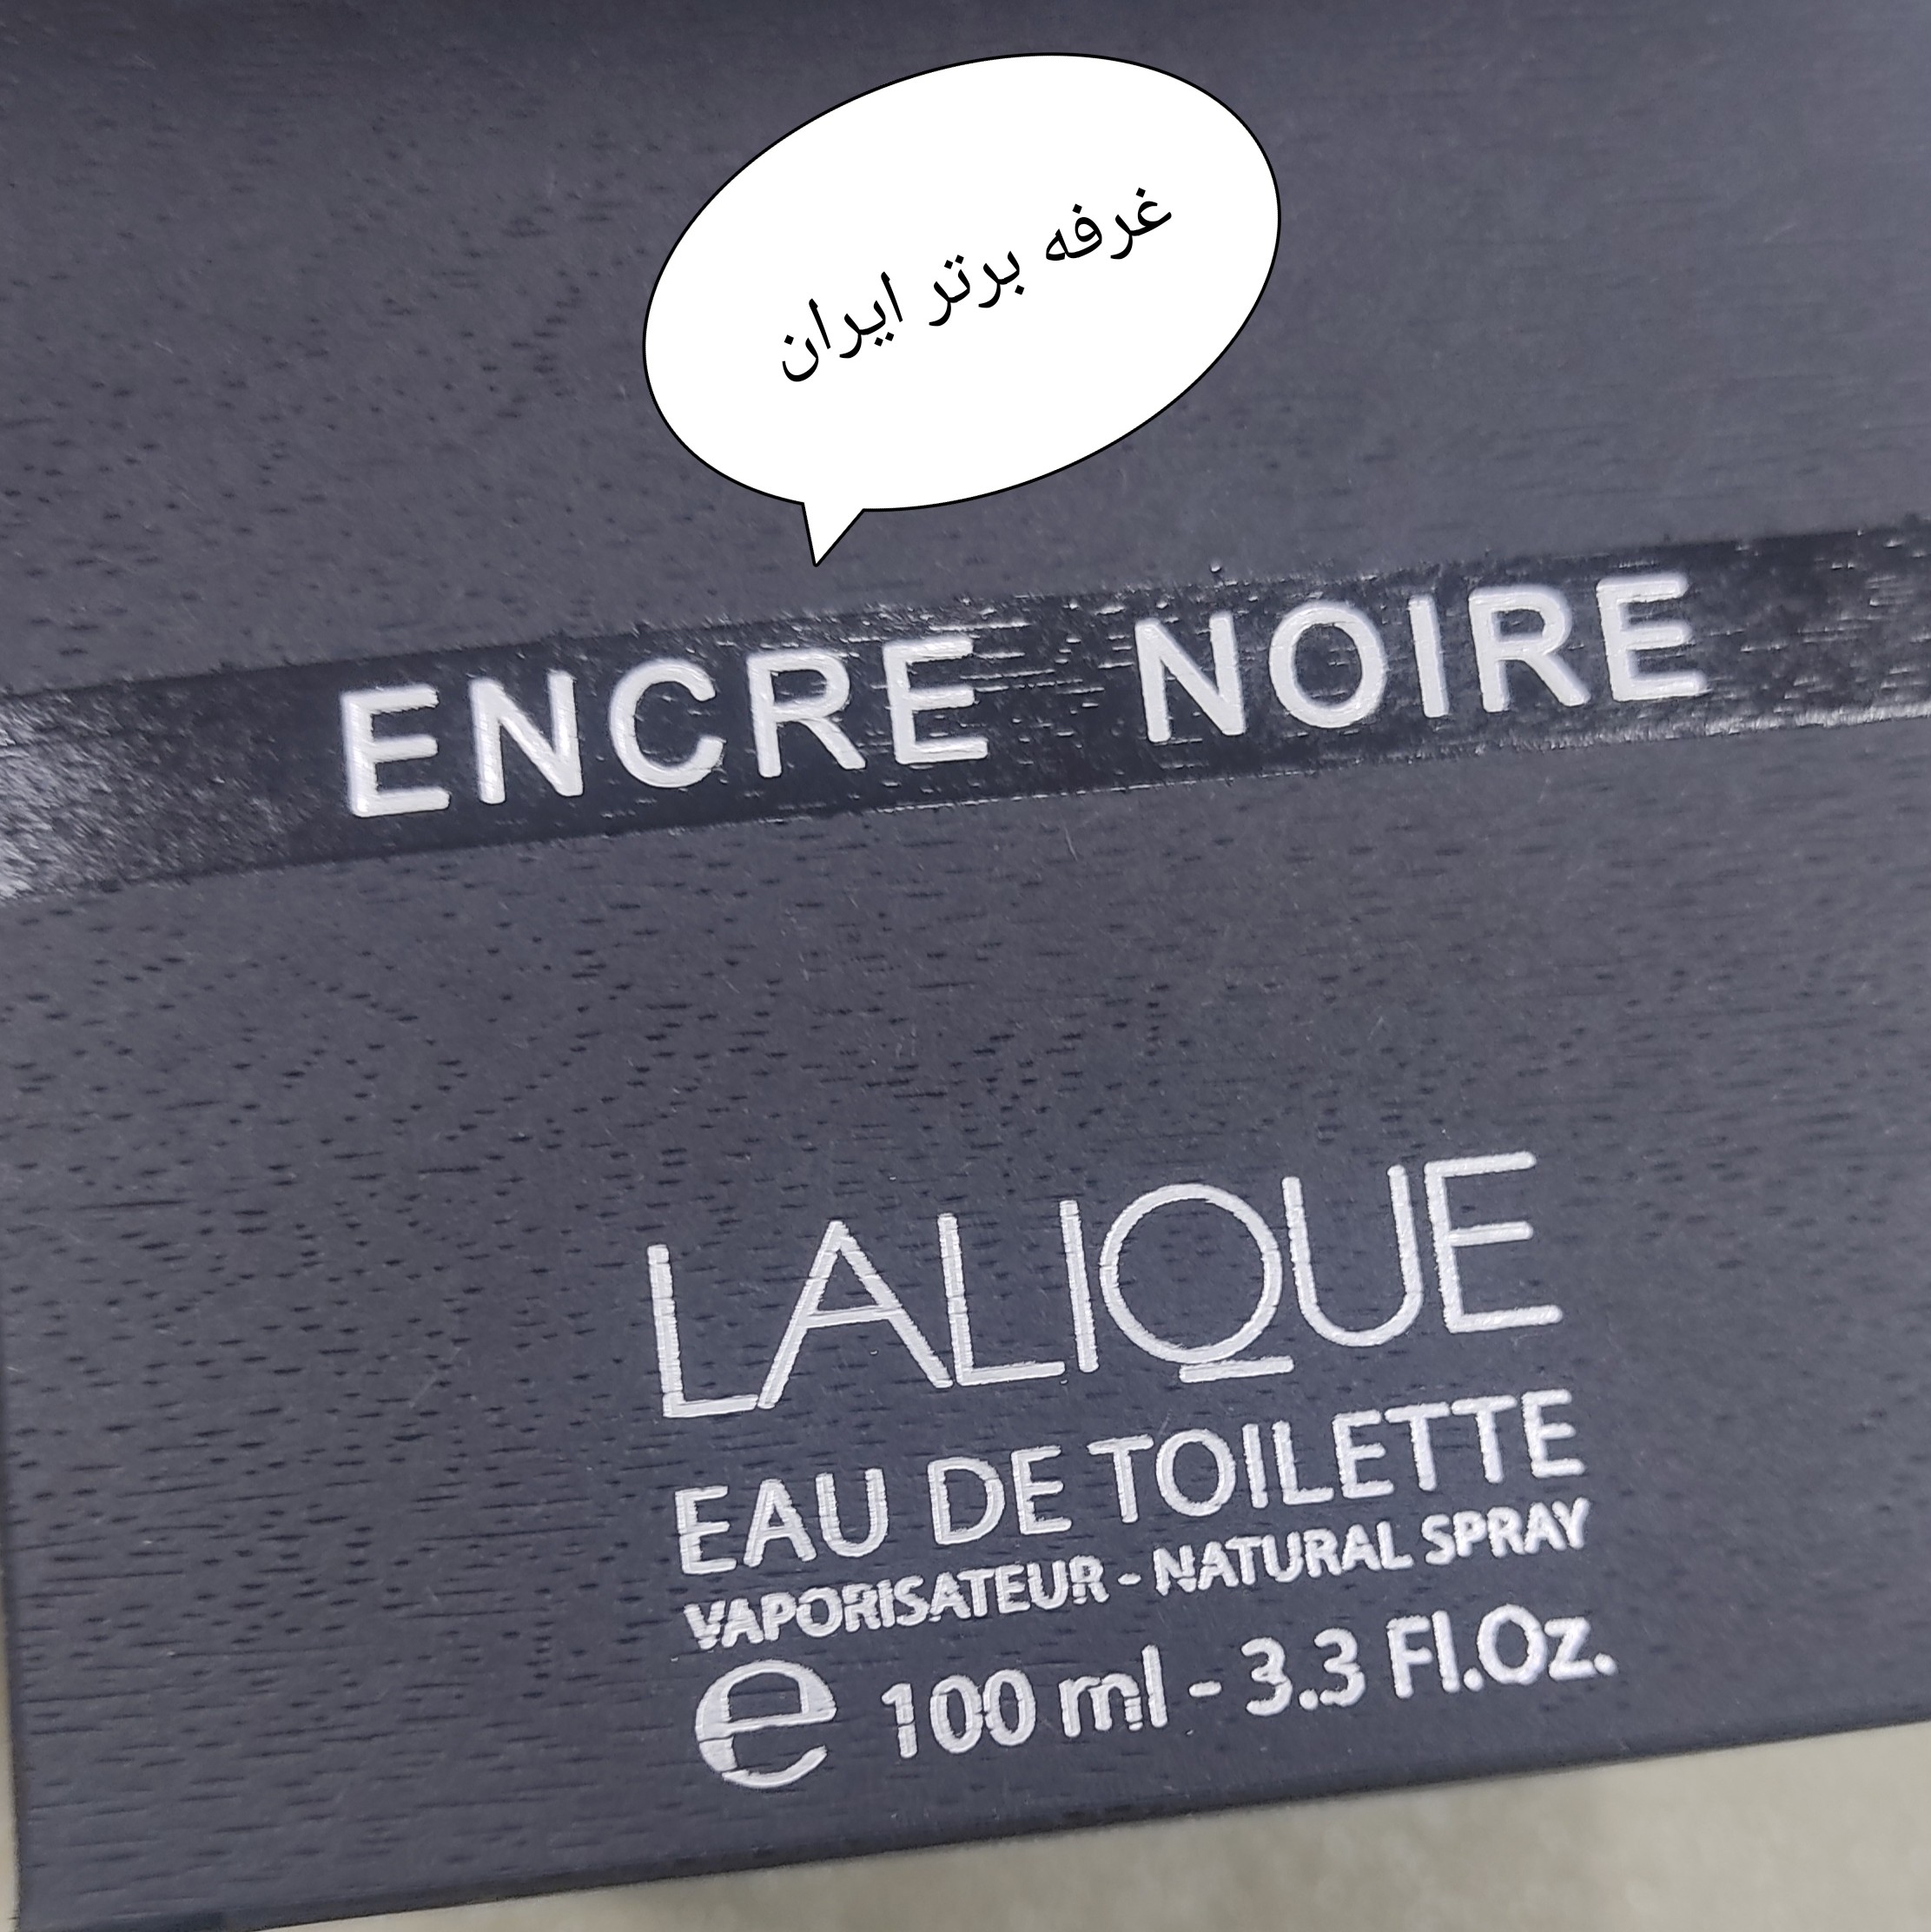 غرفه برتر ایران
ENCRE NOIRE
LALIQUE
EAU DE TOILETTE
VAPORISATEUR - NATURAL SPRAY
e 100 ml - 3.3 Fl.Oz.